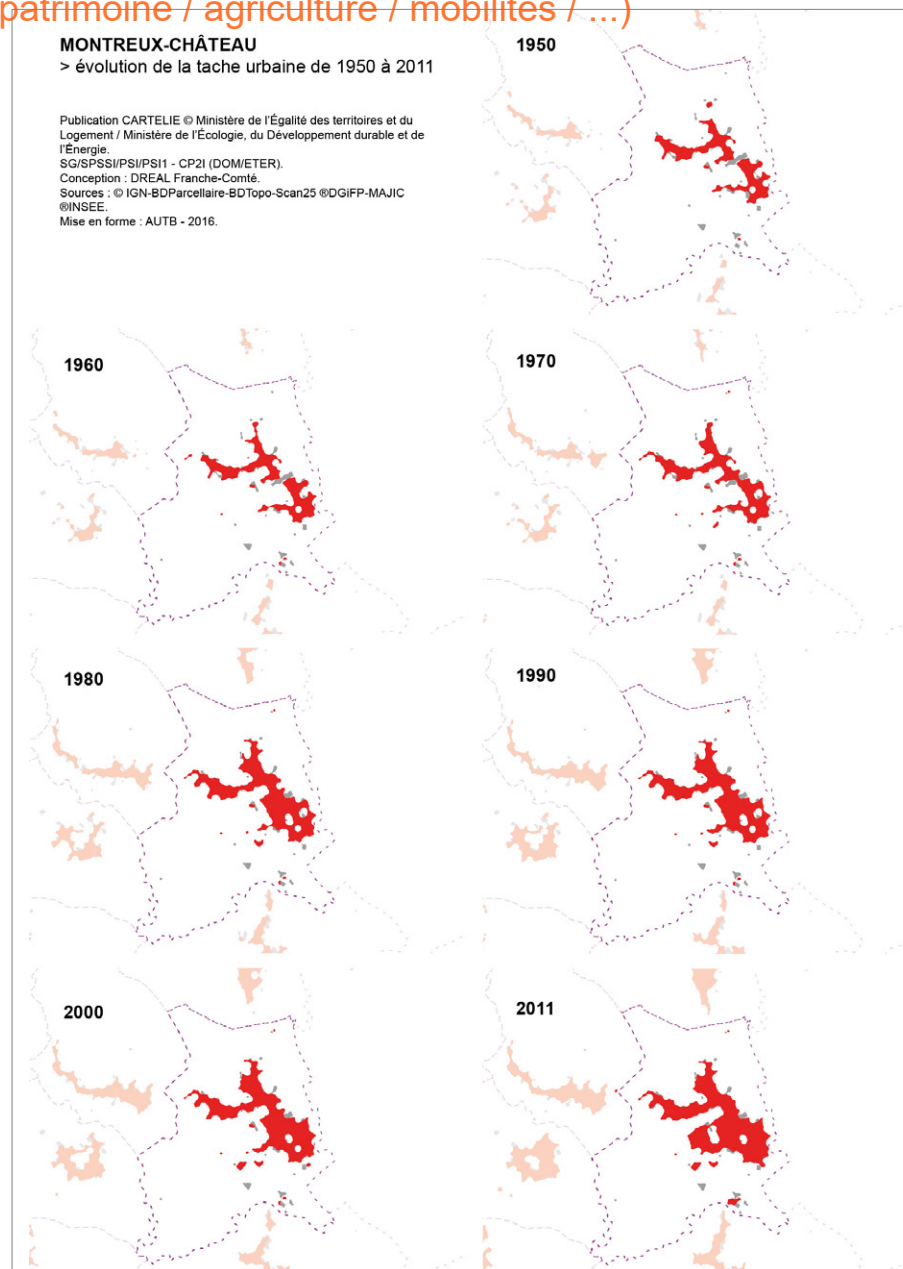 patrimoine / agriculture / mobilités / ...)
MONTREUX-CHÂTEAU
> évolution de la tache urbaine de 1950 à 2011
Publication CARTELIE © Ministère de l'Égalité des territoires et du
Logement / Ministère de l'Écologie, du Développement durable et de
l'Énergie.
SG/SPSSI/PSI/PSI1 - CP2I (DOM/ETER).
Conception : DREAL Franche-Comté.
Sources : © IGN-BDParcellaire-BDTopo-Scan25 ®DGiFP-MAJIC
®INSEE.
Mise en forme : AUTB - 2016.
1950
1960
1970
1980
1990
2000
2011